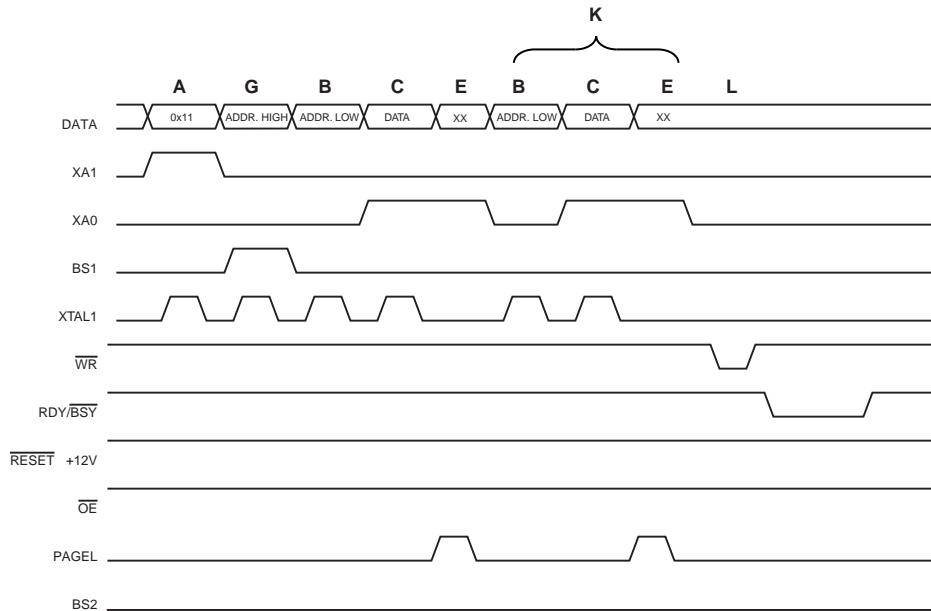 K
A G B C E B C E L
DATA 0x11 ADDR. HIGH ADDR. LOW DATA XX ADDR. LOW DATA XX
XA1
XA0
BS1
XTAL1
WR
RDY/BSY
RESET +12V
OE
PAGEL
BS2